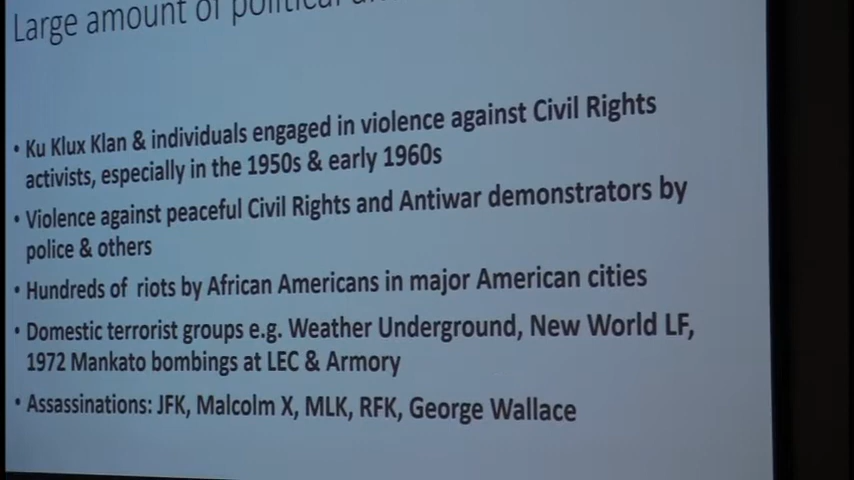 Large amount of political
• Ku Klux Klan & individuals engaged in violence against Civil Rights
activists, especially in the 1950s & early 1960s
• Violence against peaceful Civil Rights and Antiwar demonstrators by
police & others
• Hundreds of riots by African Americans in major American cities
• Domestic terrorist groups e.g. Weather Underground, New World LF,
1972 Mankato bombings at LEC & Armory
• Assassinations: JFK, Malcolm X, MLK, RFK, George Wallace